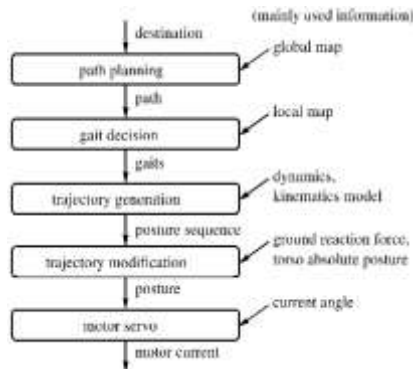 (mainly used information)
destination
global map
path planning
path
local map
gait decision
gaits
dynamics,
kinematics model
trajectory generation
posture sequence
ground reaction force,
torso absolute posture
trajectory modification
posture
current angle
motor servo
motor current